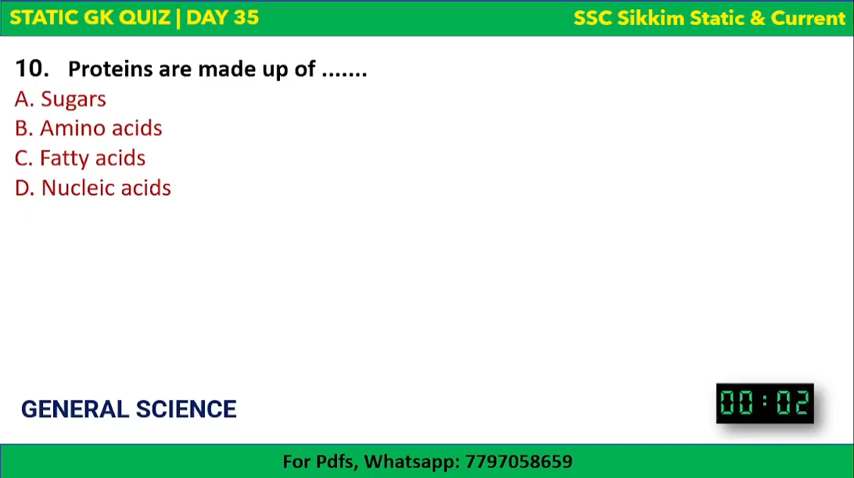 STATIC GK QUIZ | DAY 35
SSC Sikkim Static & Current
10. Proteins are made up of .......
A. Sugars
B. Amino acids
C. Fatty acids
D. Nucleic acids
GENERAL SCIENCE
00:02
For Pdfs, Whatsapp: 7797058659